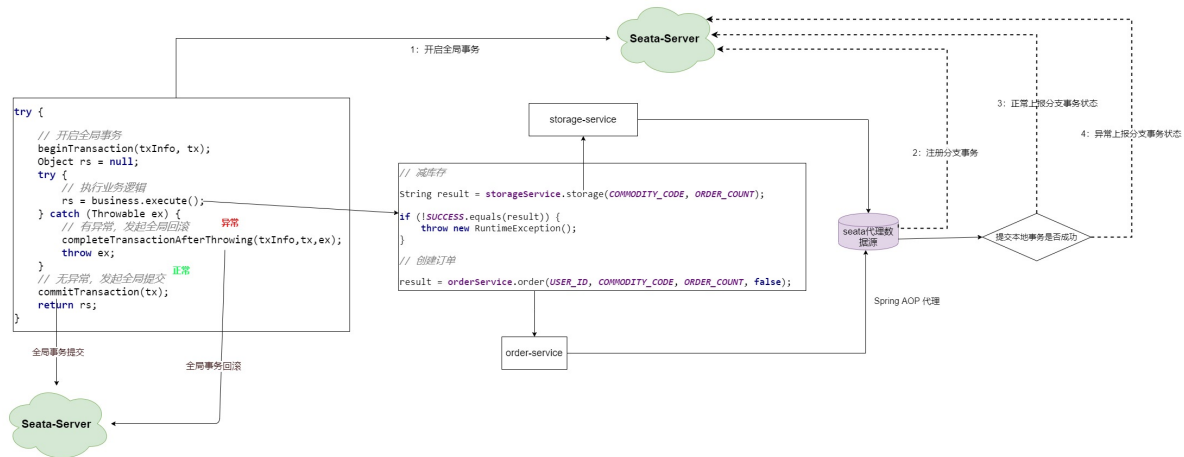 Seata-Server
1：开启全局事务
try {
// 开启全局事务
beginTransaction(txInfo, tx);
Object rs = null;
try {
// 执行业务逻辑
rs = business.execute();
} catch (Throwable ex) {
异常
// 有异常，发起全局回滚
completeTransactionAfterThrowing(txInfo,tx,ex);
throw ex;
}
正常
// 无异常，发起全局提交
commitTransaction(tx);
return rs;
}
全局事务提交
全局事务回滚
Seata-Server
storage-service
// 减库存
String result = storageService.storage(COMMODITY_CODE, ORDER_COUNT);
if (!SUCCESS.equals(result)) {
throw new RuntimeException();
}
// 创建订单
result = orderService.order(USER_ID, COMMODITY_CODE, ORDER_COUNT, false);
order-service
seata代理数
据源
Spring AOP 代理
2：注册分支事务
提交本地事务是否成功
3：正常上报分支事务状态
4：异常上报分支事务状态